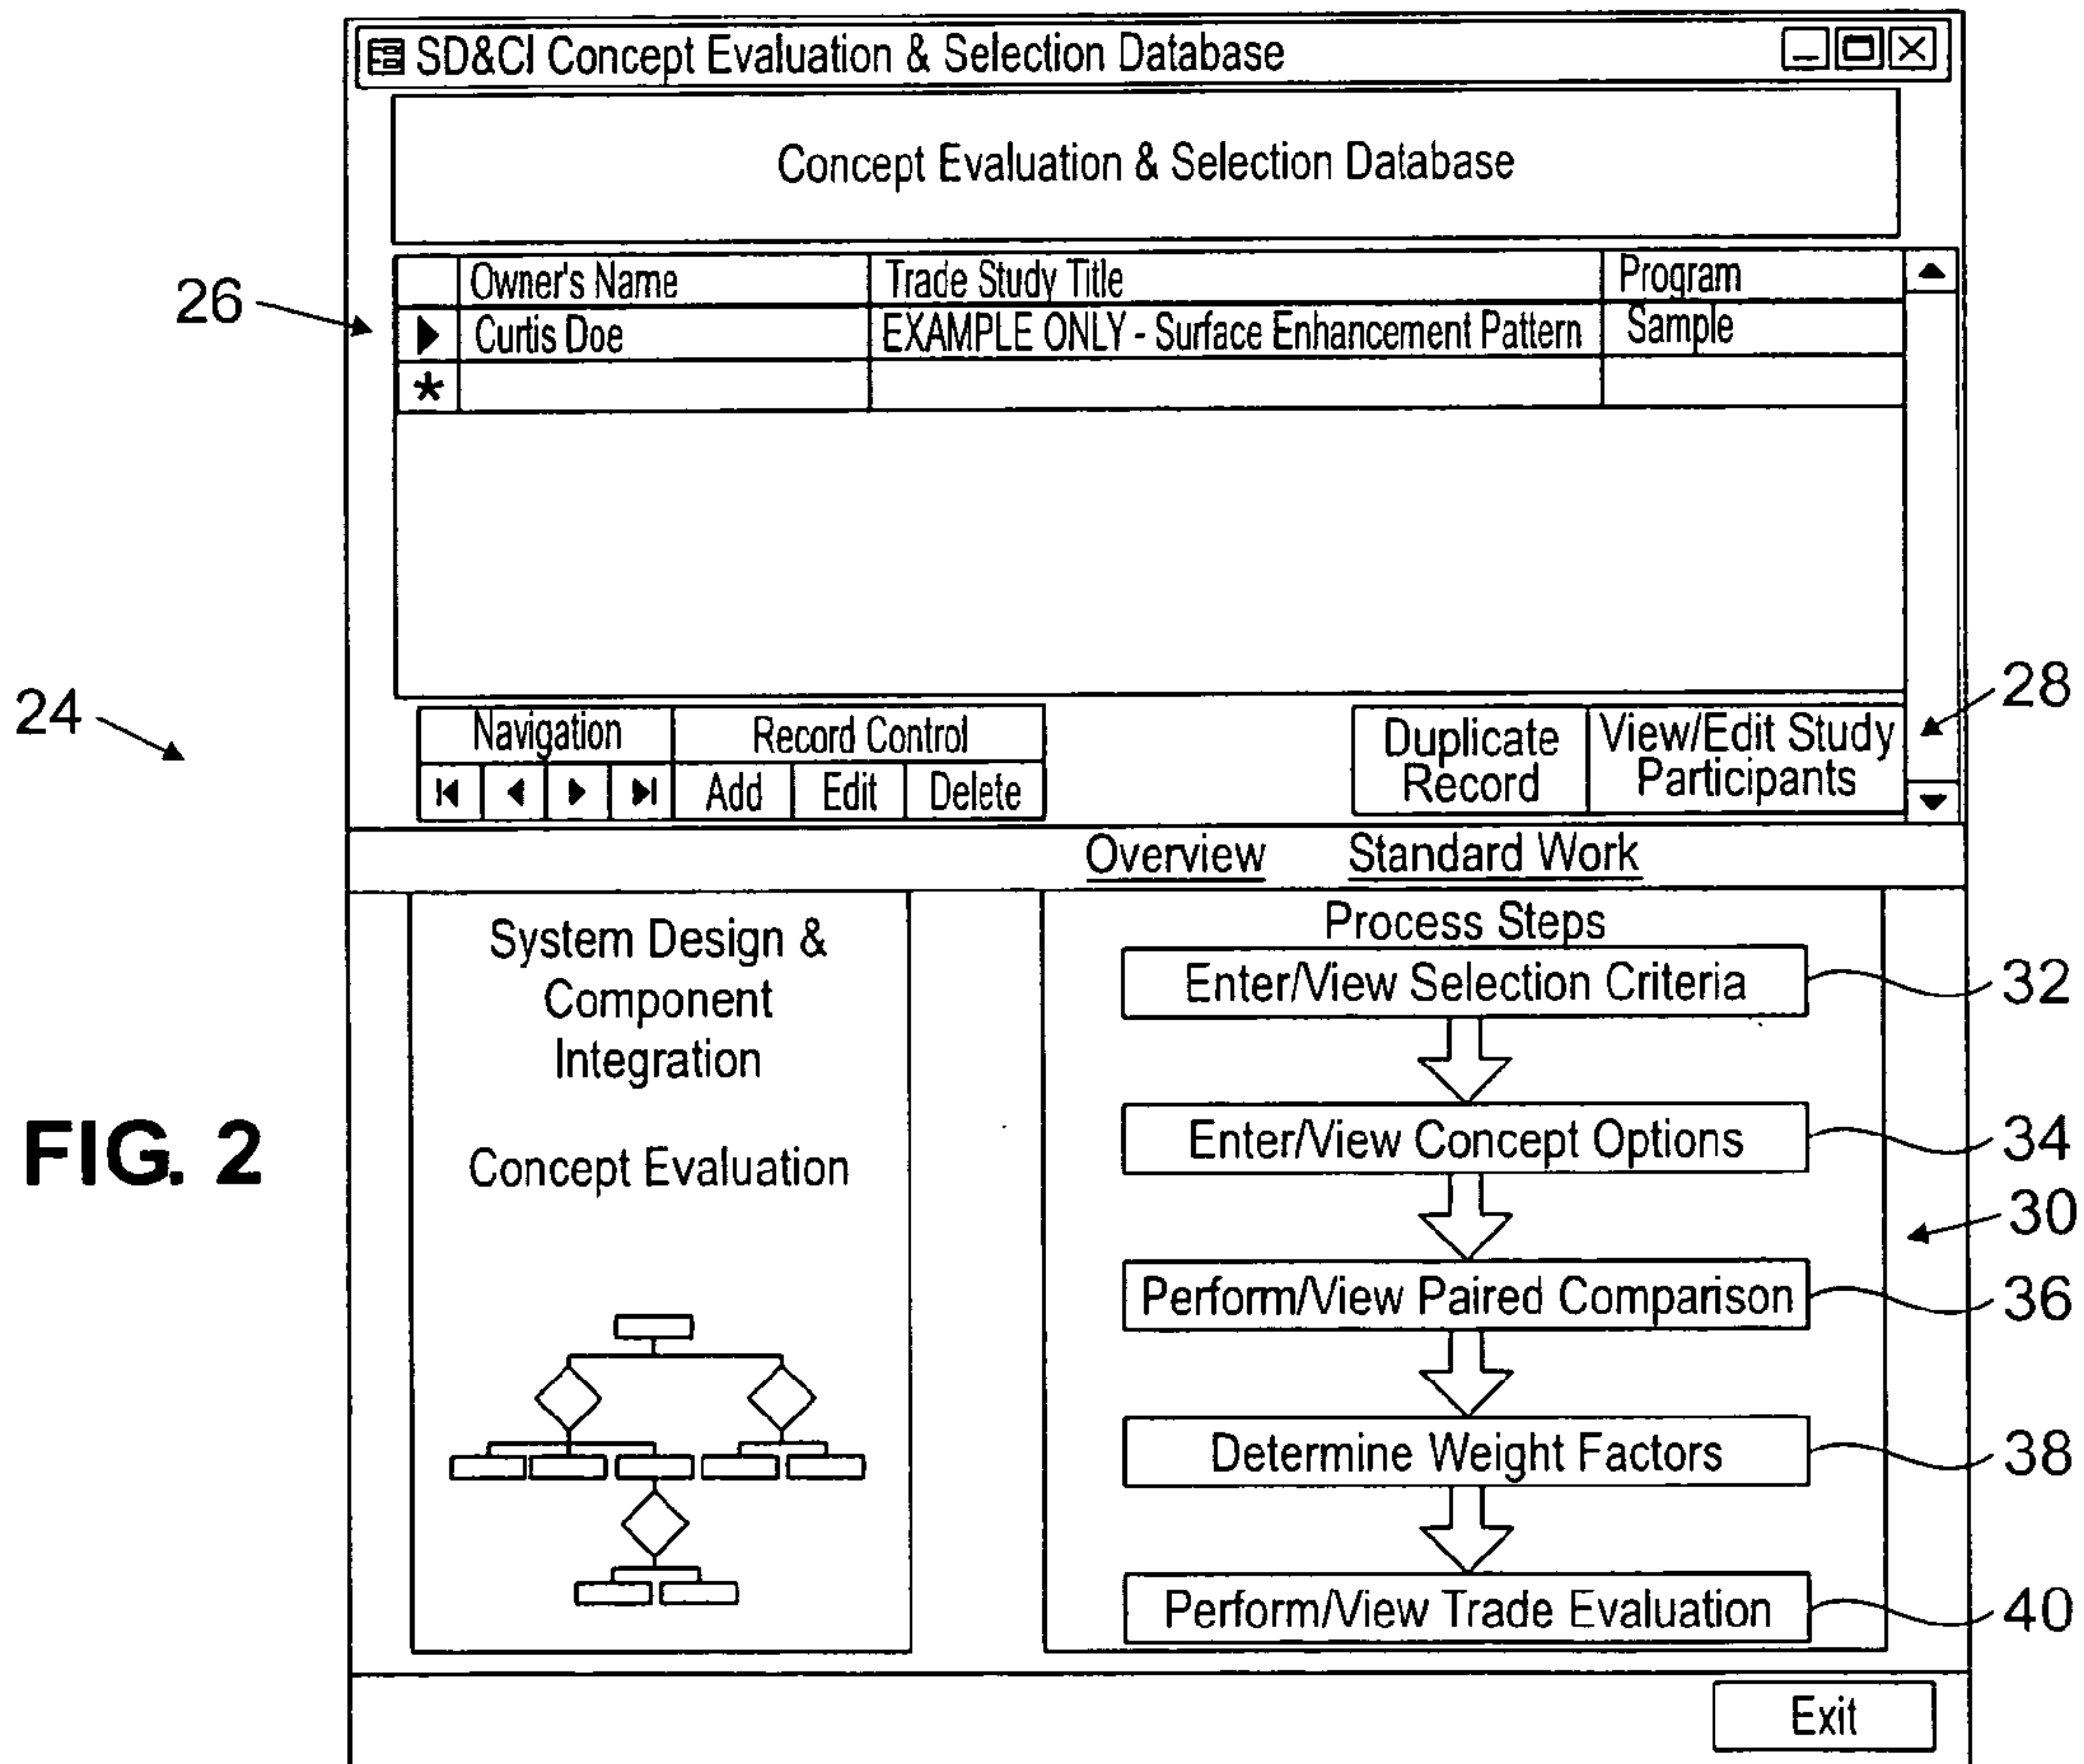 SD&CI Concept Evaluation & Selection Database
Concept Evaluation & Selection Database
Owner's Name Trade Study Title Program
Curtis Doe EXAMPLE ONLY - Surface Enhancement Pattern Sample
*
26
24
28
Navigation Record Control
Add Edit Delete
Duplicate
Record
View/Edit Study
Participants
Overview Standard Work
System Design &
Component
Integration
Concept Evaluation
Process Steps
Enter/View Selection Criteria 32
Enter/View Concept Options 34
30
Perform/View Paired Comparison 36
Determine Weight Factors 38
Perform/View Trade Evaluation 40
FIG. 2
Exit